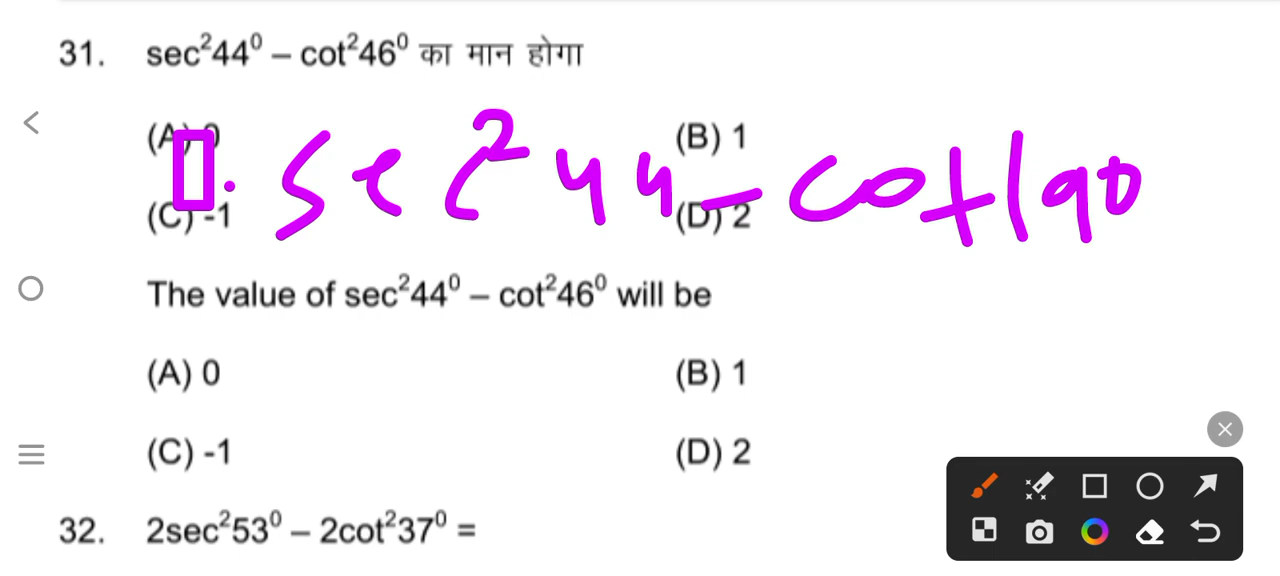 31. sec²44⁰ – cot²46⁰ का मान होगा
(A) 0 (B) 1
sec²44 – cot(90
(C) -1 (D) 2
The value of sec²44⁰ – cot²46⁰ will be
(A) 0 (B) 1
(C) -1 (D) 2
32. 2sec²53⁰ – 2cot²37⁰ =